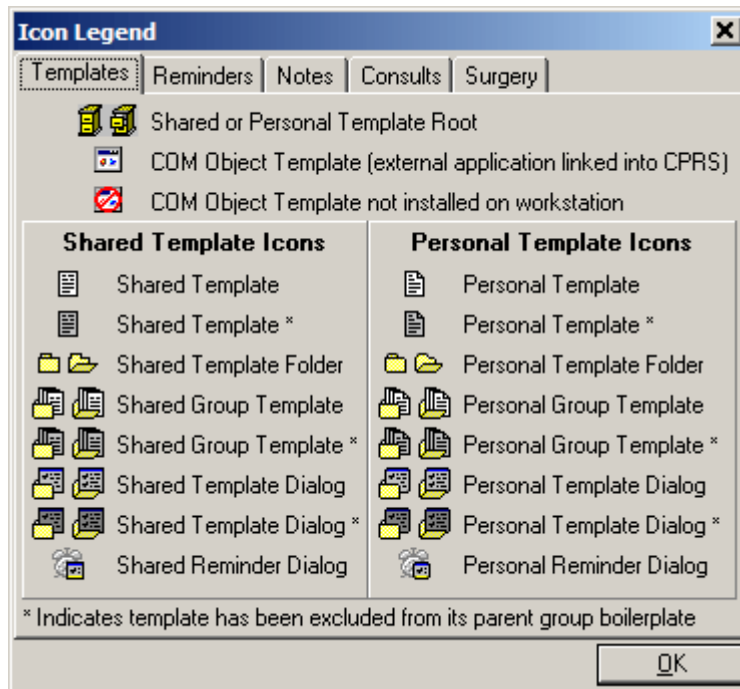 Icon Legend
Templates Reminders Notes Consults Surgery
Shared or Personal Template Root
COM Object Template (external application linked into CPRS)
COM Object Template not installed on workstation
Shared Template Icons
Shared Template
Shared Template *
Shared Template Folder
Shared Group Template
Shared Group Template *
Shared Template Dialog
Shared Template Dialog *
Shared Reminder Dialog
Personal Template Icons
Personal Template
Personal Template *
Personal Template Folder
Personal Group Template
Personal Group Template *
Personal Template Dialog
Personal Template Dialog *
Personal Reminder Dialog
* Indicates template has been excluded from its parent group boilerplate
OK